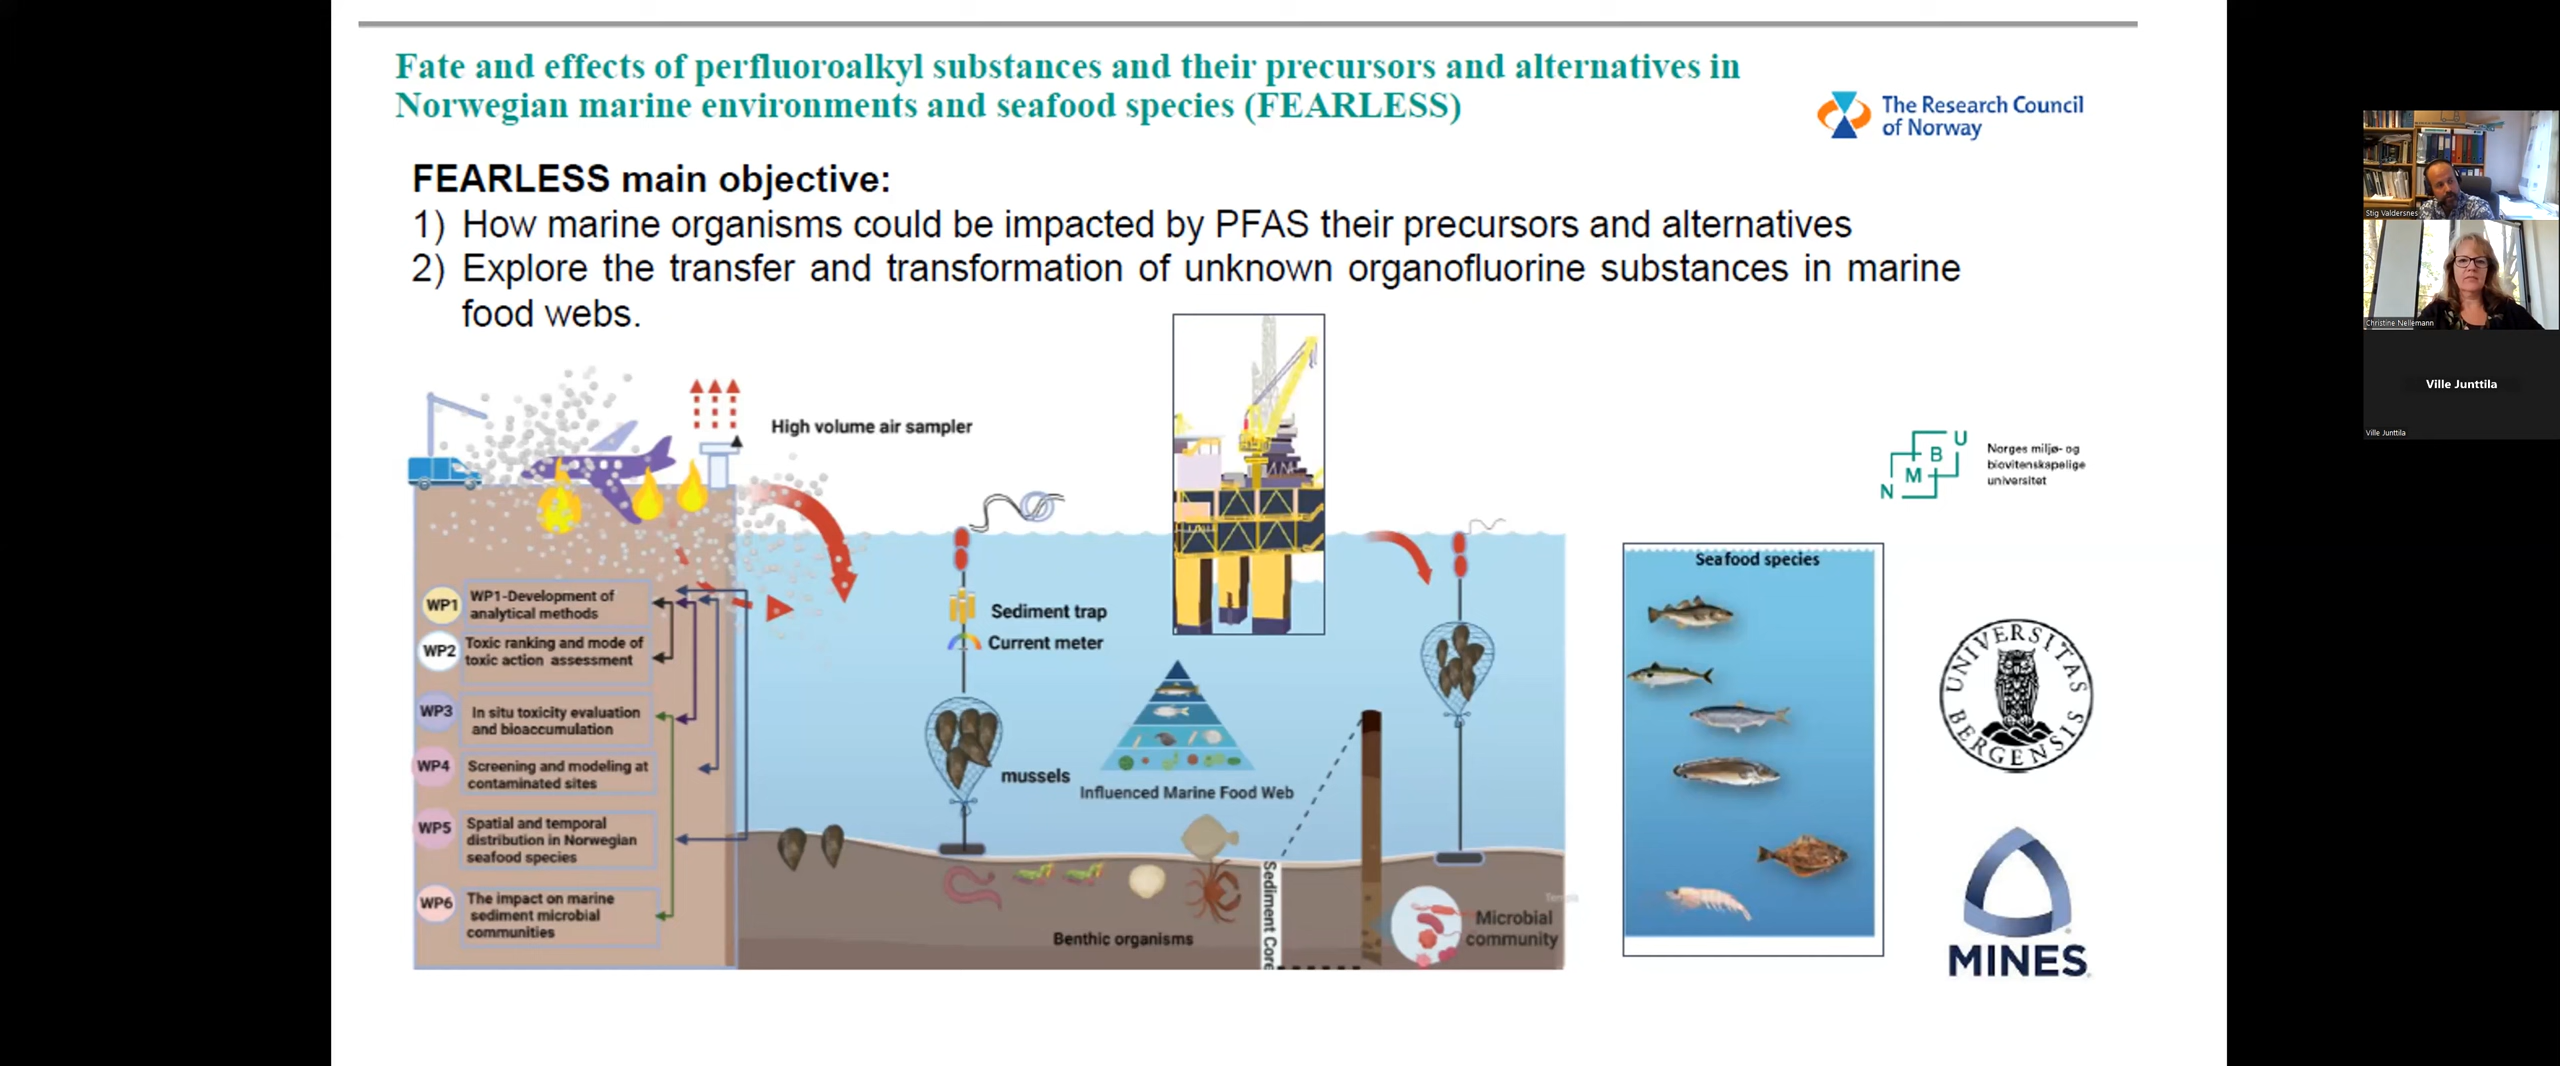 Fate and effects of perfluoroalkyl substances and their precursors and alternatives in
Norwegian marine environments and seafood species (FEARLESS)
The Research Council
of Norway
FEARLESS main objective:
1) How marine organisms could be impacted by PFAS their precursors and alternatives
2) Explore the transfer and transformation of unknown organofluorine substances in marine
food webs.
High volume air sampler
WP1
WP1-Development of
analytical methods
WP2
Toxic ranking and mode of
toxic action assessment
WP3
In situ toxicity evaluation
and bioaccumulation
WP4
Screening and modeling at
contaminated sites
WP5
Spatial and temporal
distribution in Norwegian
seafood species
WP6
The impact on marine
sediment microbial
communities
Sediment trap
Current meter
mussels
Influenced Marine Food Web
Benthic organisms
Sediment Core
Microbial
community
Seafood species
N M B U
Norges miljø- og
biovitenskapelige
universitet
UNIVERSITAS
BERGENSIS
MINES
Stig Valdersnes
Christine Nellemann
Ville Junttila
Ville Junttila